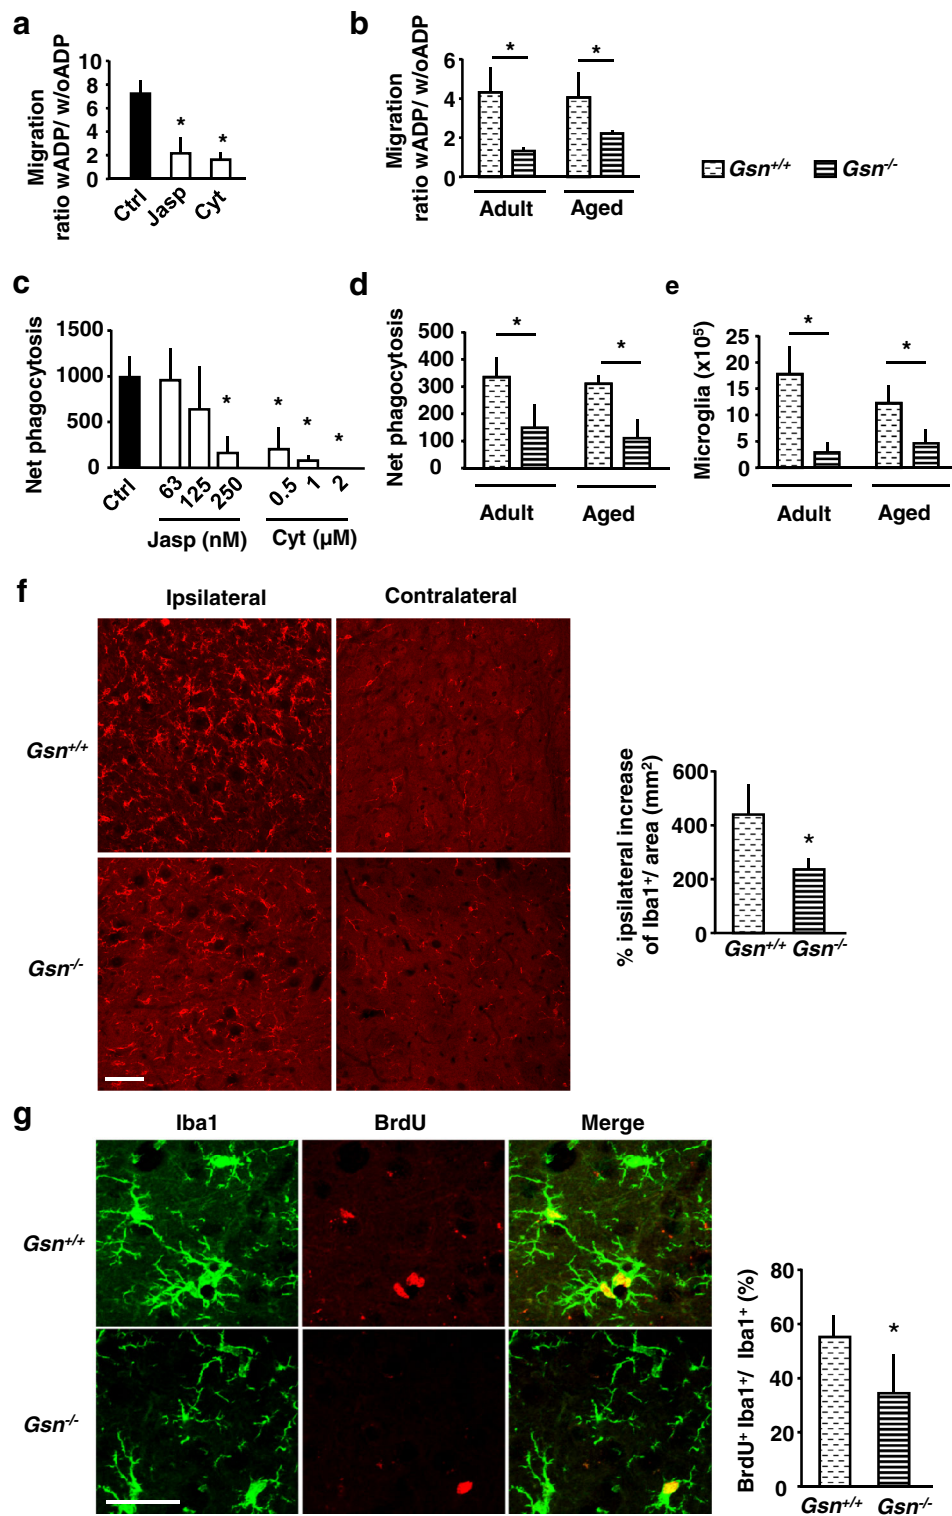 a
Migration
ratio wADP/ w/oADP
10
8
6
4
2
0
*
*
Ctrl
Jasp
Cyt
b
Migration
ratio wADP/ w/oADP
6
4
2
0
*
*
Adult
Aged
Gsn+/+
Gsn-/-
c
Net phagocytosis
1500
1000
500
0
*
*
*
*
Ctrl
63
125
250
0.5
1
2
Jasp (nM)
Cyt (µM)
d
Net phagocytosis
500
400
300
200
100
0
*
*
Adult
Aged
e
Microglia (x10⁵)
25
20
15
10
5
0
*
*
Adult
Aged
f
Ipsilateral
Contralateral
Gsn+/+
Gsn-/-
% ipsilateral increase
of Iba1⁺/ area (mm²)
600
400
200
0
*
Gsn+/+
Gsn-/-
g
Iba1
BrdU
Merge
Gsn+/+
Gsn-/-
BrdU⁺ Iba1⁺/ Iba1⁺ (%)
80
60
40
20
0
*
Gsn+/+
Gsn-/-